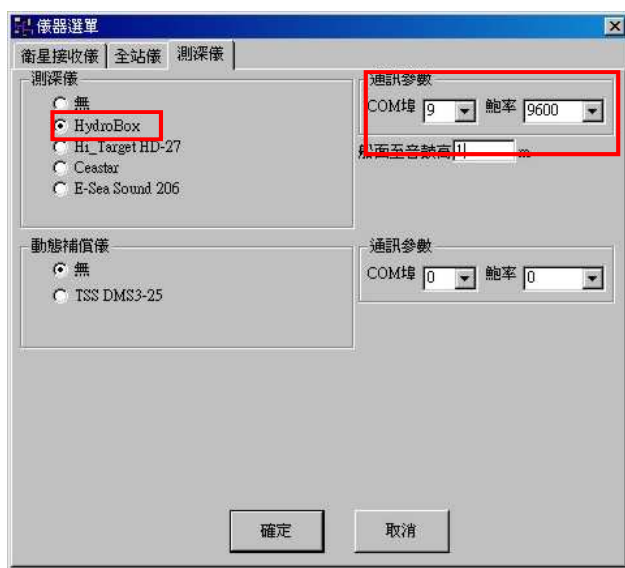 儀器選單
衛星接收儀 全站儀 測深儀
測深儀
無
HydroBox
Hi_Target HD-27
Ceastar
E-Sea Sound 206
通訊參數
COM埠 9 鮑率 9600
船面至音鼓高 1 m
動態補償儀
無
TSS DMS3-25
通訊參數
COM埠 0 鮑率 0
確定 取消